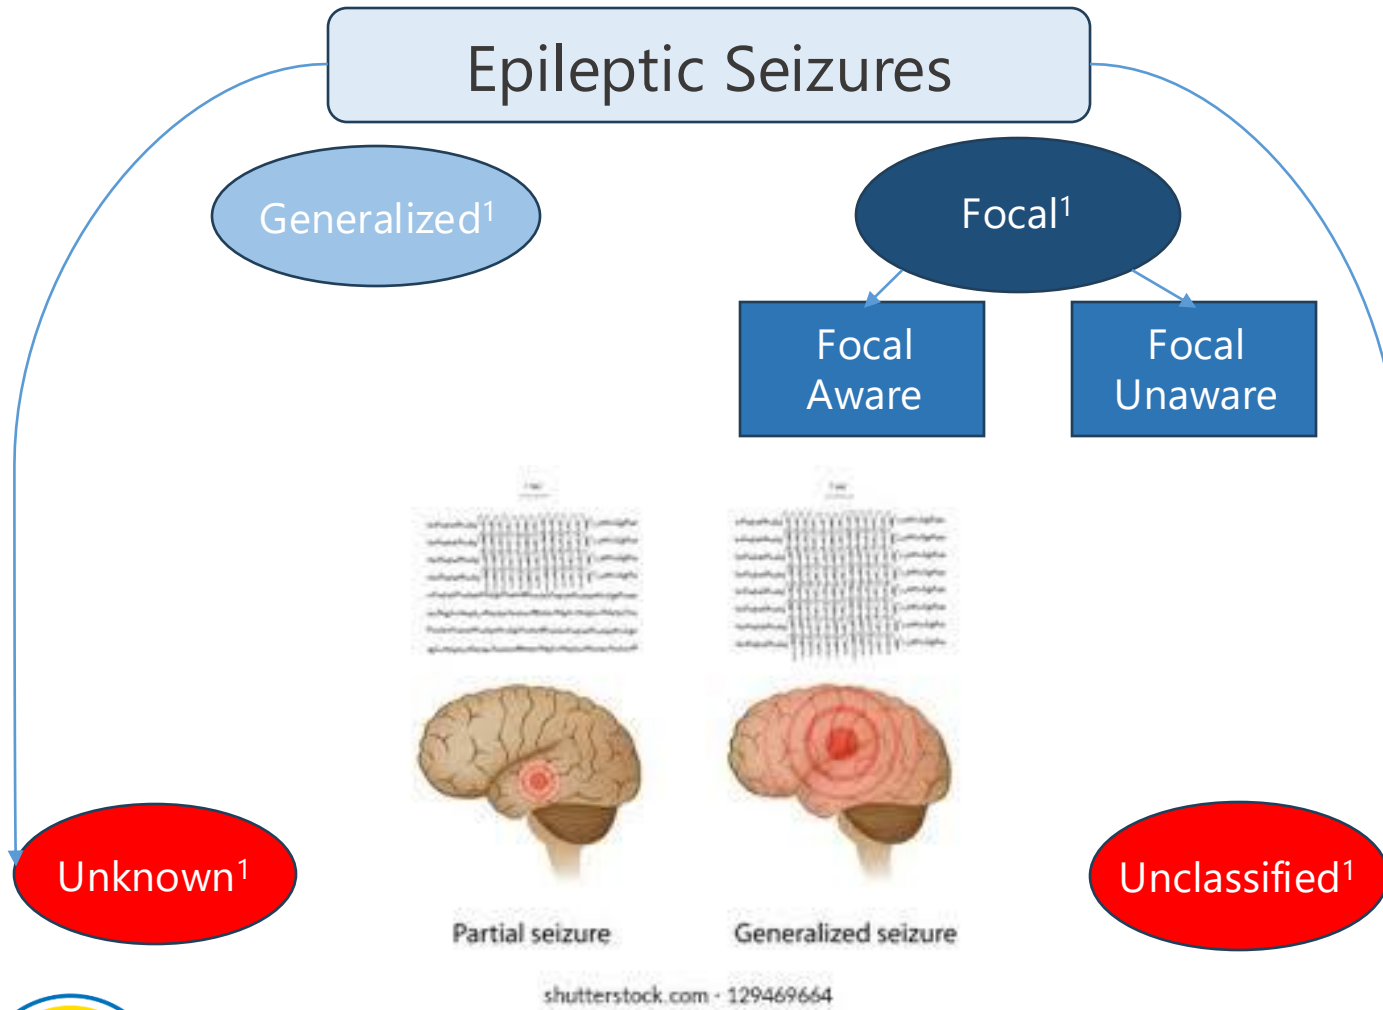 Epileptic Seizures
Generalized¹
Focal¹
Focal
Aware
Focal
Unaware
Unknown¹
Unclassified¹
Partial seizure
Generalized seizure
shutterstock.com · 129469664